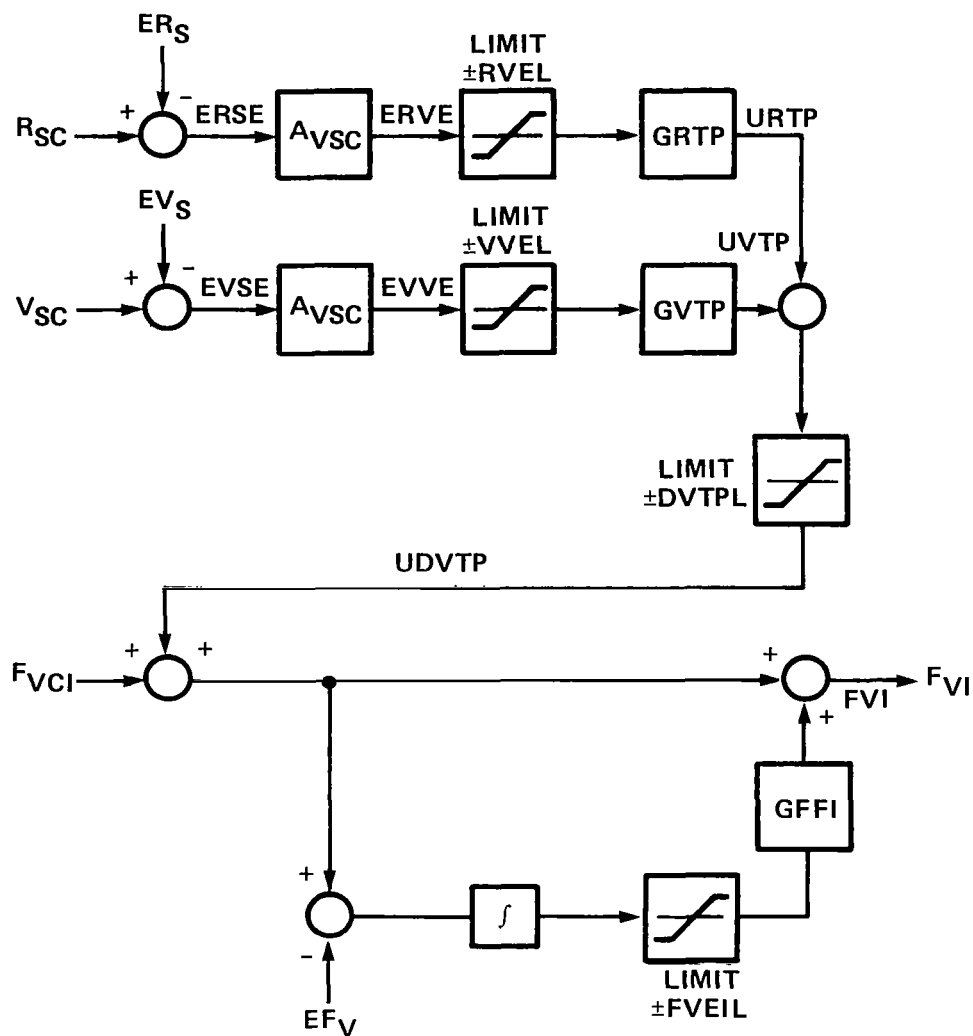 ER_S
LIMIT
±RVEL
+
−
R_SC
ERSE
A_VSC
ERVE
GRTP
URTP
EV_S
LIMIT
±VVEL
UVTP
+
−
V_SC
EVSE
A_VSC
EVVE
GVTP
LIMIT
±DVTPL
UDVTP
+
+
+
F_VCI
FVI
F_VI
+
GFFI
+
∫
−
LIMIT
±FVEIL
EF_V